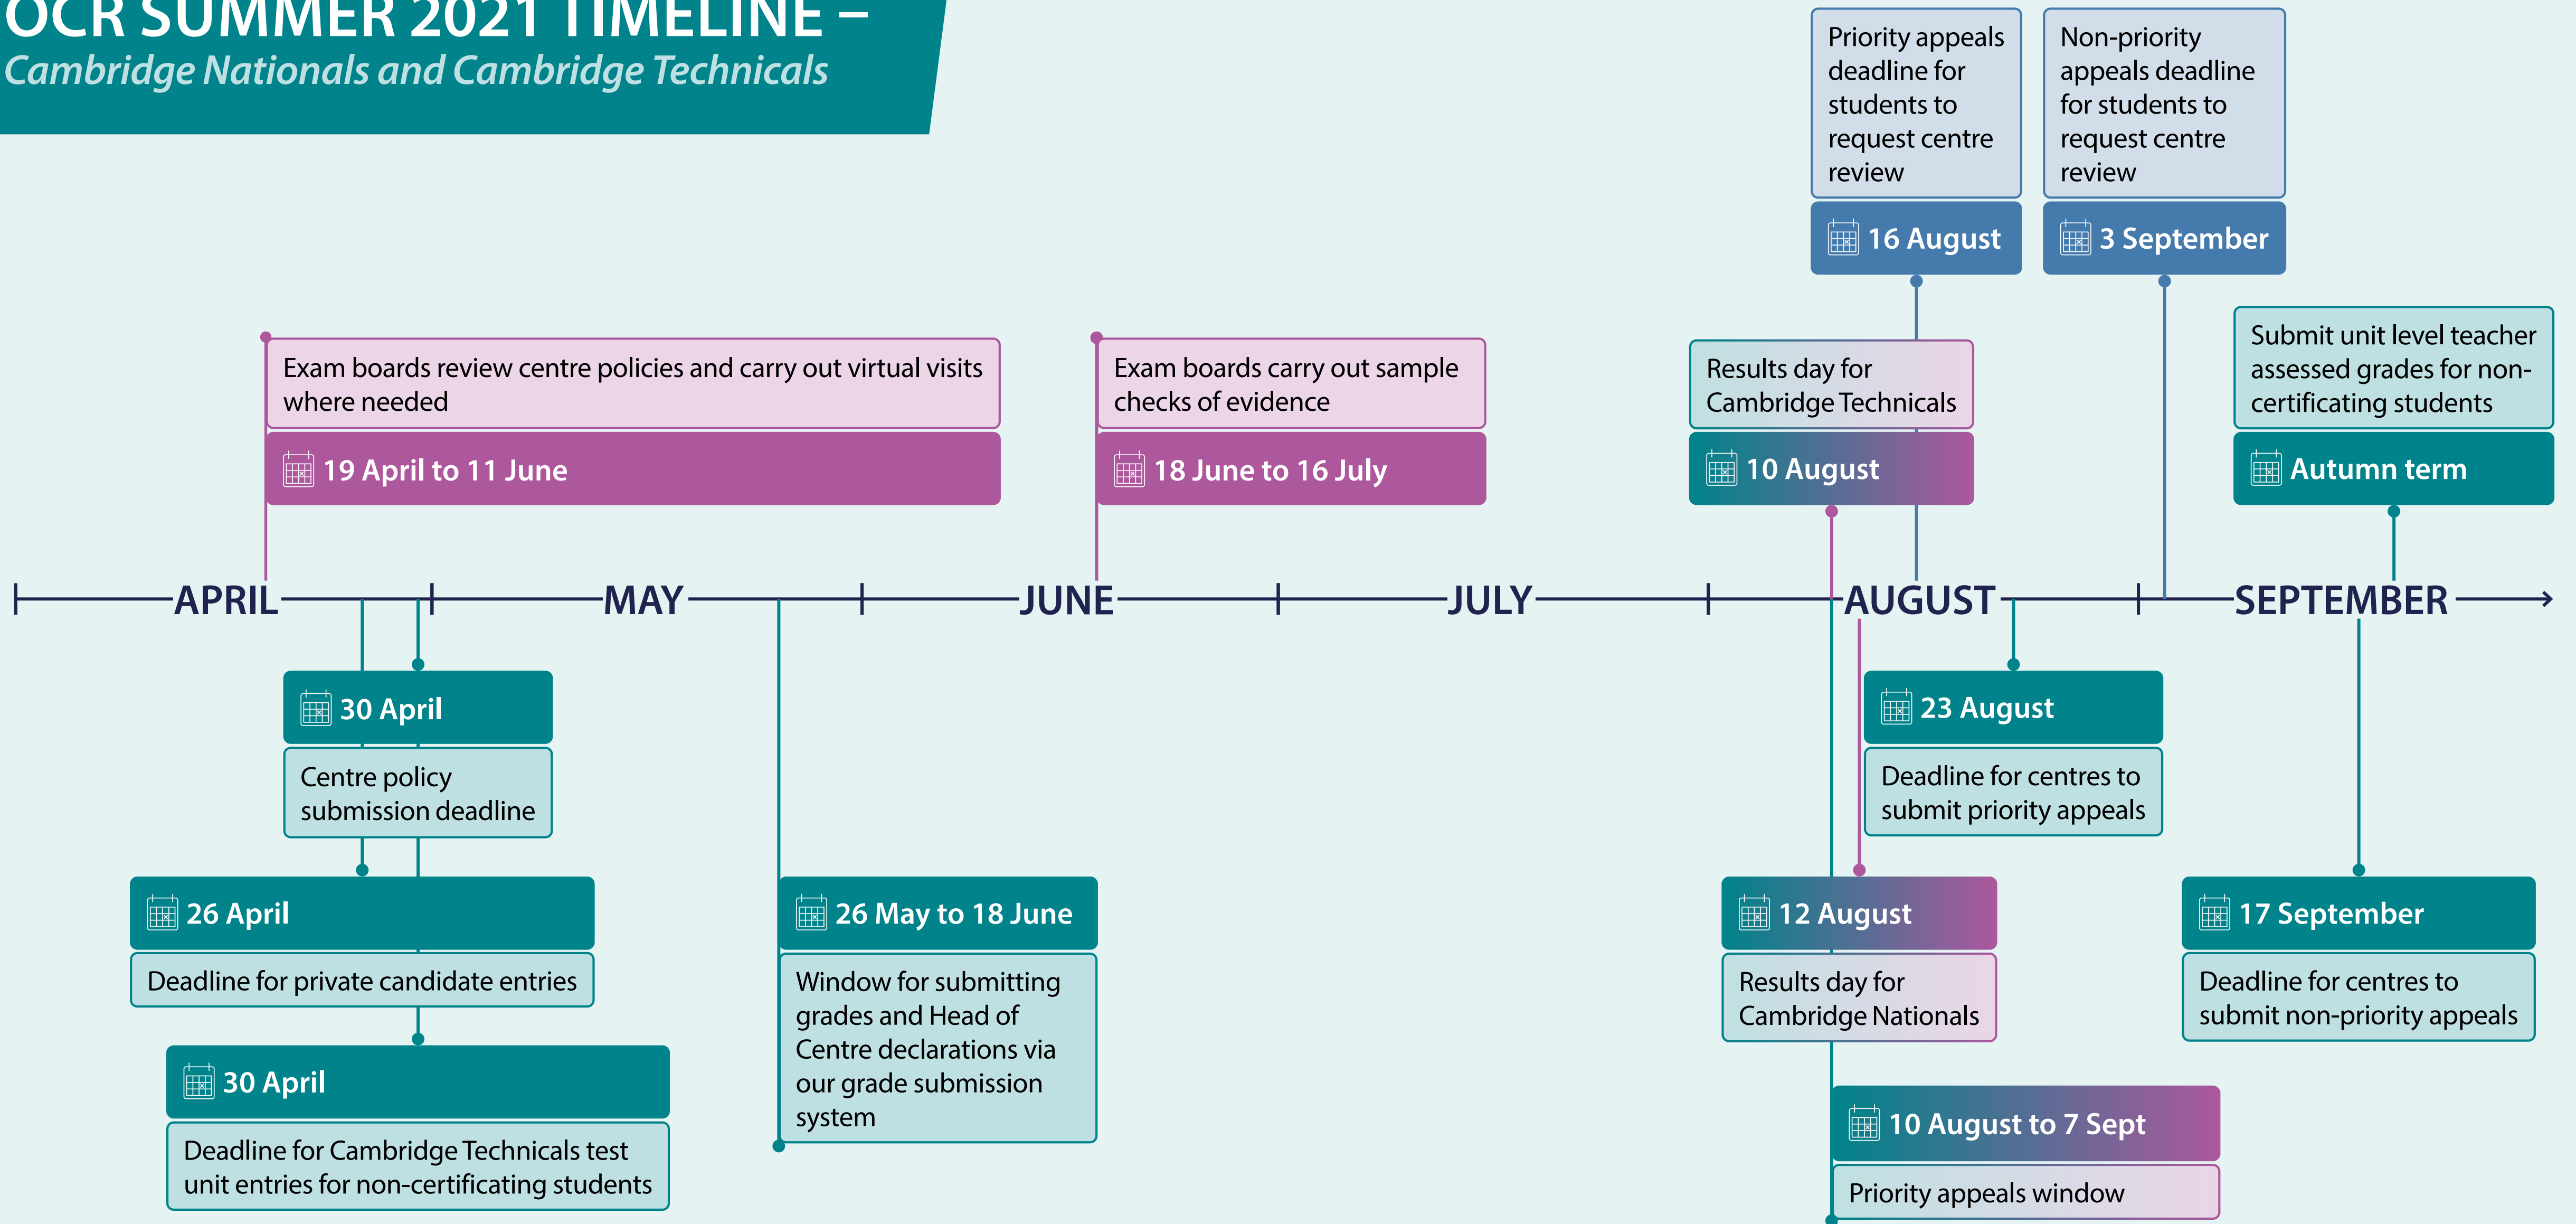 OCR SUMMER 2021 TIMELINE –
Cambridge Nationals and Cambridge Technicals
Priority appeals
deadline for
students to
request centre
review
16 August
Non-priority
appeals deadline
for students to
request centre
review
3 September
Exam boards review centre policies and carry out virtual visits
where needed
19 April to 11 June
Exam boards carry out sample
checks of evidence
18 June to 16 July
Results day for
Cambridge Technicals
10 August
Submit unit level teacher
assessed grades for non-
certificating students
Autumn term
APRIL
MAY
JUNE
JULY
AUGUST
SEPTEMBER
30 April
Centre policy
submission deadline
26 April
Deadline for private candidate entries
30 April
Deadline for Cambridge Technicals test
unit entries for non-certificating students
26 May to 18 June
Window for submitting
grades and Head of
Centre declarations via
our grade submission
system
23 August
Deadline for centres to
submit priority appeals
12 August
Results day for
Cambridge Nationals
10 August to 7 Sept
Priority appeals window
17 September
Deadline for centres to
submit non-priority appeals